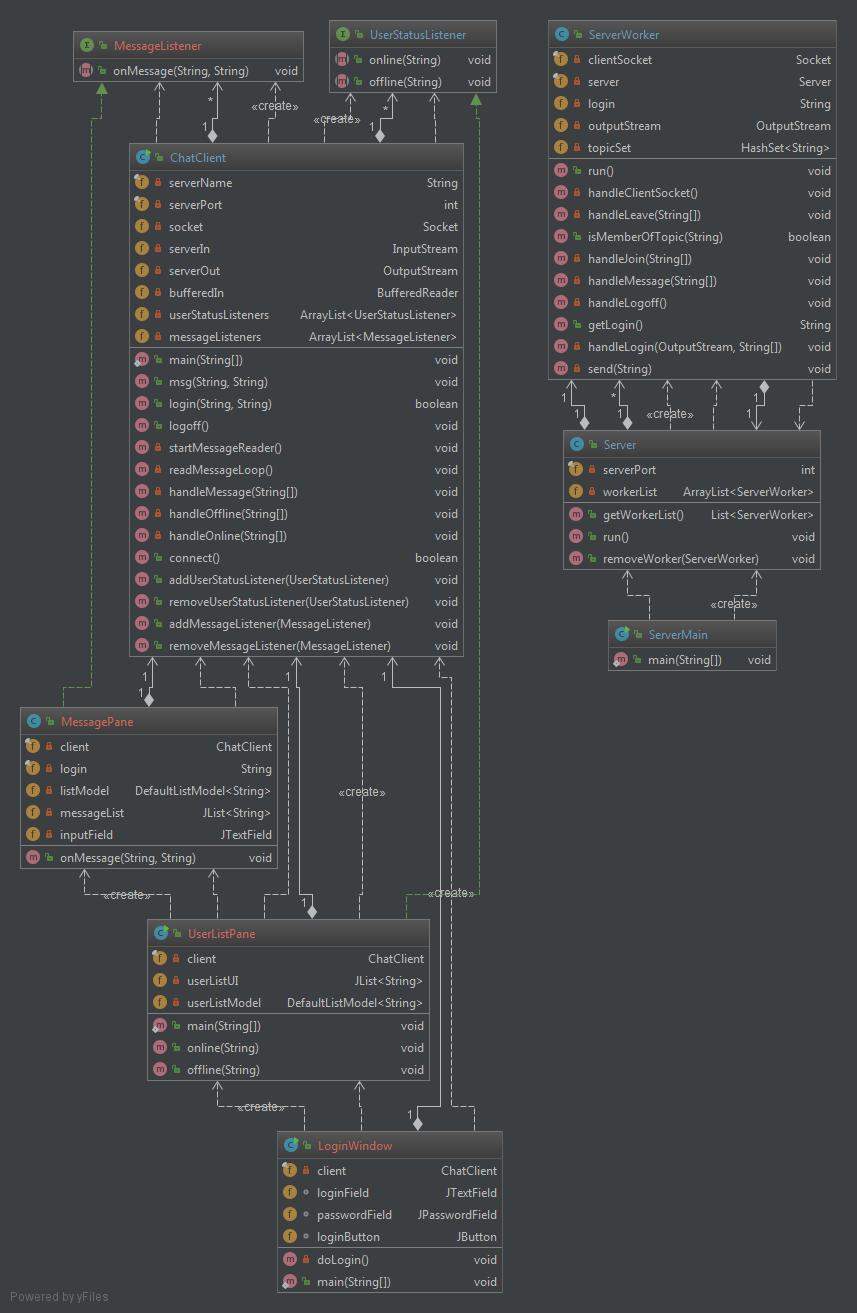 MessageListener
onMessage(String, String) void
UserStatusListener
online(String) void
offline(String) void
ServerWorker
clientSocket Socket
server Server
login String
outputStream OutputStream
topicSet HashSet<String>
run() void
handleClientSocket() void
handleLeave(String[]) void
isMemberOfTopic(String) boolean
handleJoin(String[]) void
handleMessage(String[]) void
handleLogoff() void
getLogin() String
handleLogin(OutputStream, String[]) void
send(String) void
*
«create»
1
«create»
*
1
ChatClient
serverName String
serverPort int
socket Socket
serverIn InputStream
serverOut OutputStream
bufferedIn BufferedReader
userStatusListeners ArrayList<UserStatusListener>
messageListeners ArrayList<MessageListener>
main(String[]) void
msg(String, String) void
login(String, String) boolean
logoff() void
startMessageReader() void
readMessageLoop() void
handleMessage(String[]) void
handleOffline(String[]) void
handleOnline(String[]) void
connect() boolean
addUserStatusListener(UserStatusListener) void
removeUserStatusListener(UserStatusListener) void
addMessageListener(MessageListener) void
removeMessageListener(MessageListener) void
1 * 1
1 1 «create» 1
Server
serverPort int
workerList ArrayList<ServerWorker>
getWorkerList() List<ServerWorker>
run() void
removeWorker(ServerWorker) void
«create»
ServerMain
main(String[]) void
1 1 1
1
MessagePane
client ChatClient
login String
listModel DefaultListModel<String>
messageList JList<String>
inputField JTextField
onMessage(String, String) void
«create»
«create» «create»
1
UserListPane
client ChatClient
userListUI JList<String>
userListModel DefaultListModel<String>
main(String[]) void
online(String) void
offline(String) void
«create» 1
LoginWindow
client ChatClient
loginField JTextField
passwordField JPasswordField
loginButton JButton
doLogin() void
main(String[]) void
Powered by yFiles